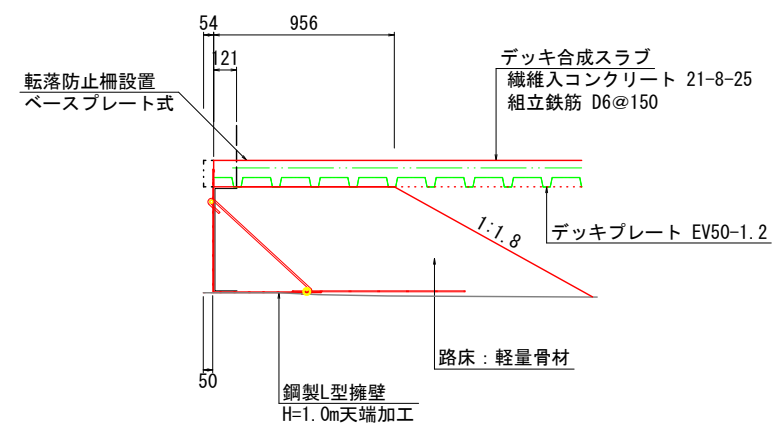 54
956
121
転落防止柵設置
ベースプレート式
デッキ合成スラブ
繊維入コンクリート 21-8-25
組立鉄筋 D6@150
1:1.8
デッキプレート EV50-1.2
路床：軽量骨材
50
鋼製L型擁壁
H=1.0m天端加工